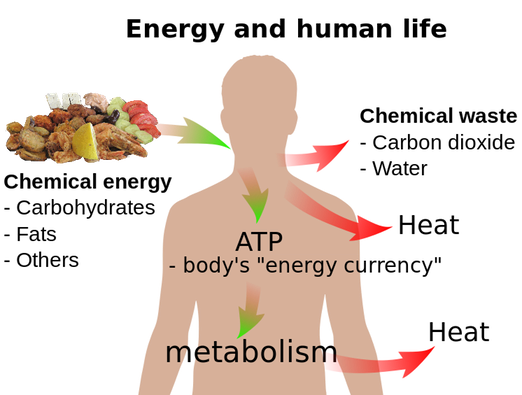 Energy and human life
Chemical waste
- Carbon dioxide
- Water
Chemical energy
- Carbohydrates
- Fats
- Others
Heat
ATP
- body's "energy currency"
Heat
metabolism